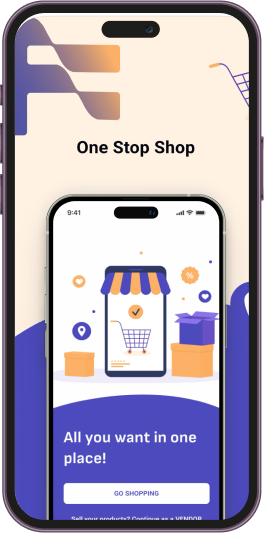 One Stop Shop
9:41
%
All you want in one
place!
GO SHOPPING
Sell your products? Continue as a VENDOR